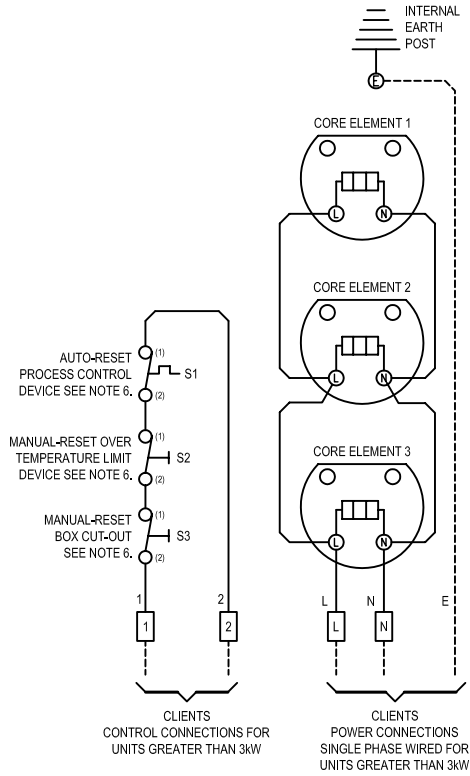 INTERNAL
EARTH
POST
E
CORE ELEMENT 1
L N
CORE ELEMENT 2
L N
CORE ELEMENT 3
L N
(1)
AUTO-RESET
PROCESS CONTROL
DEVICE SEE NOTE 6.
S1
(2)
(1)
MANUAL-RESET OVER
TEMPERATURE LIMIT
DEVICE SEE NOTE 6.
S2
(2)
(1)
MANUAL-RESET
BOX CUT-OUT
SEE NOTE 6.
S3
(2)
1 2
1 2
L N E
L N
CLIENTS
CONTROL CONNECTIONS FOR
UNITS GREATER THAN 3kW
CLIENTS
POWER CONNECTIONS
SINGLE PHASE WIRED FOR
UNITS GREATER THAN 3kW